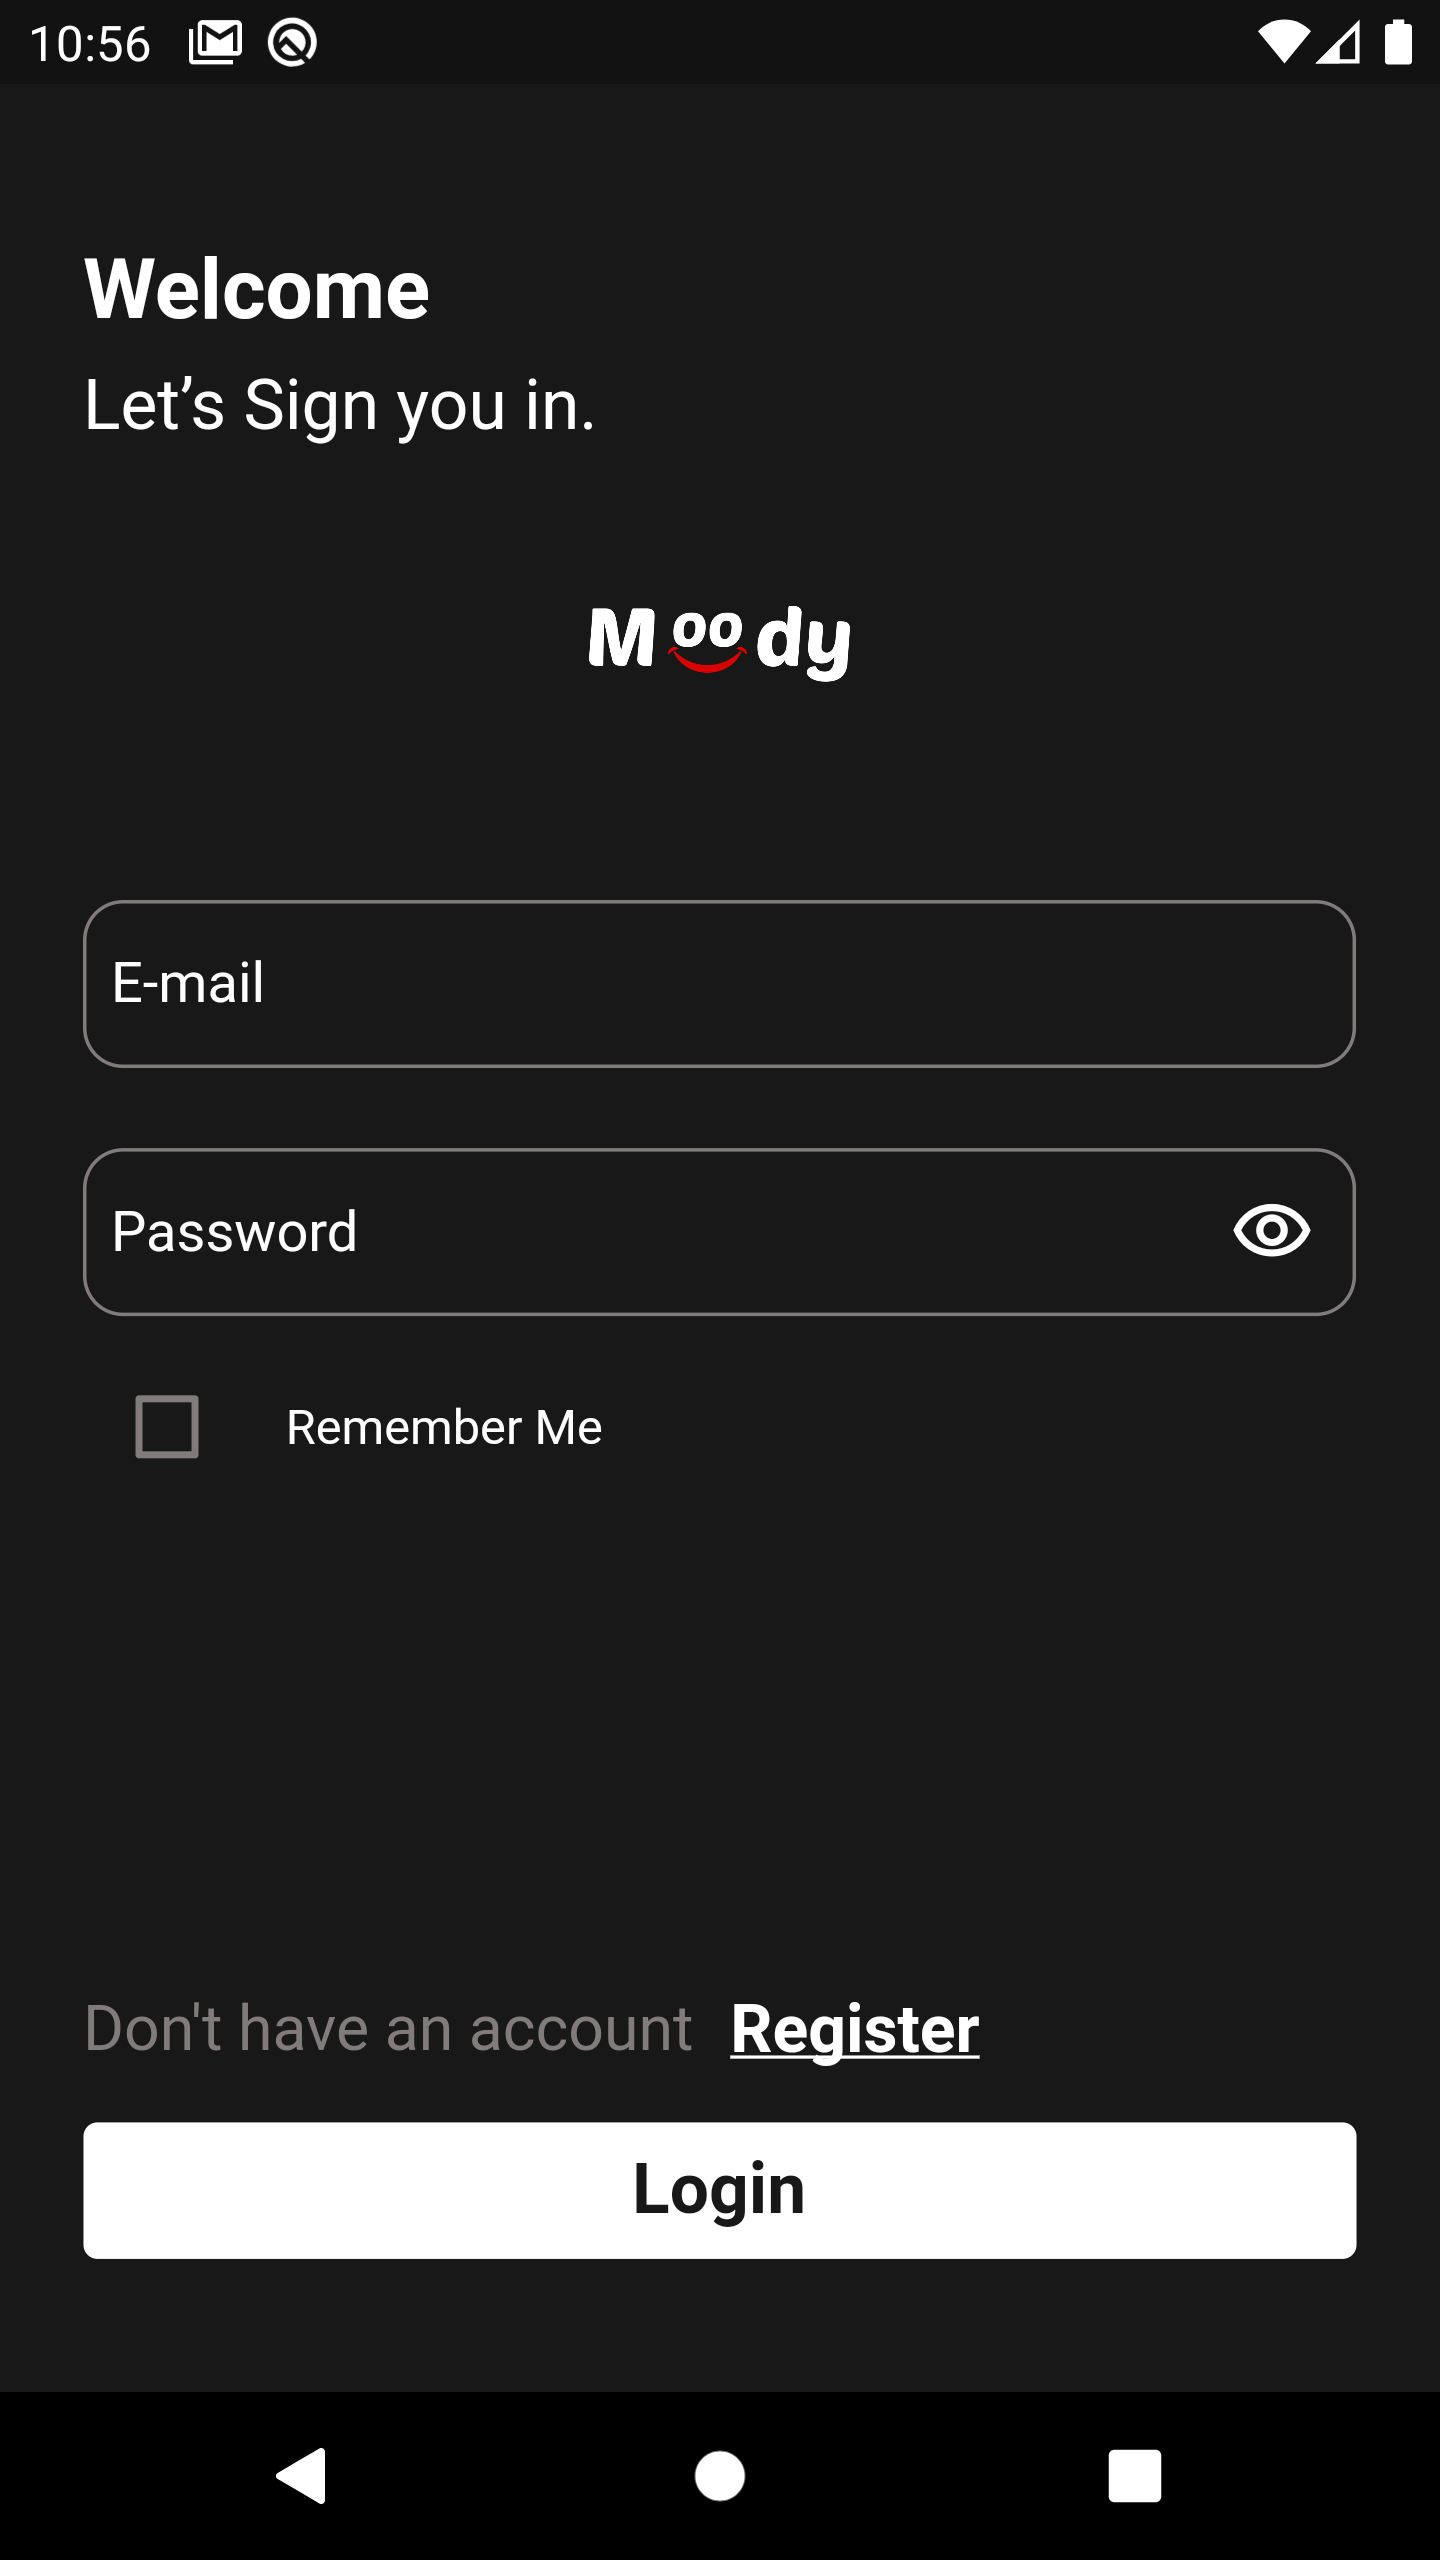 10:56
Welcome
Let’s Sign you in.
Moody
E-mail
Password
Remember Me
Don't have an account Register
Login